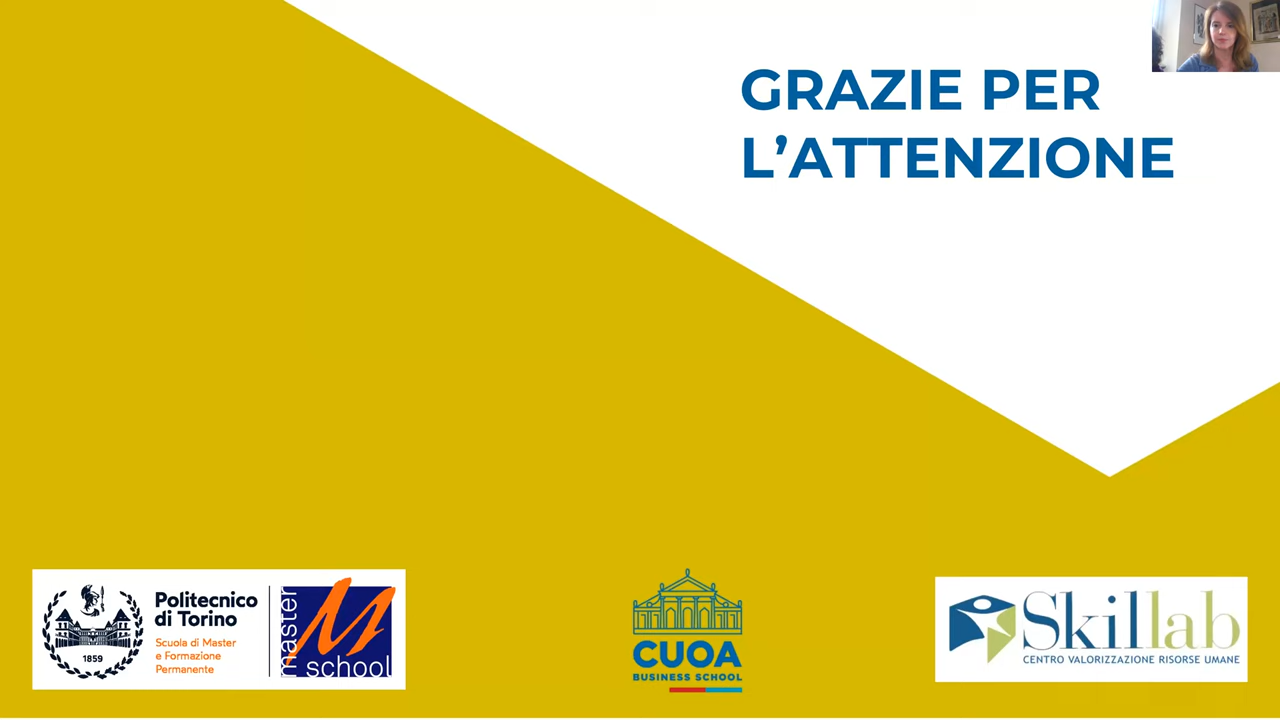 GRAZIE PER
L’ATTENZIONE
Politecnico
di Torino
Scuola di Master
e Formazione
Permanente
1859
master
school
CUOA
BUSINESS SCHOOL
Skillab
CENTRO VALORIZZAZIONE RISORSE UMANE